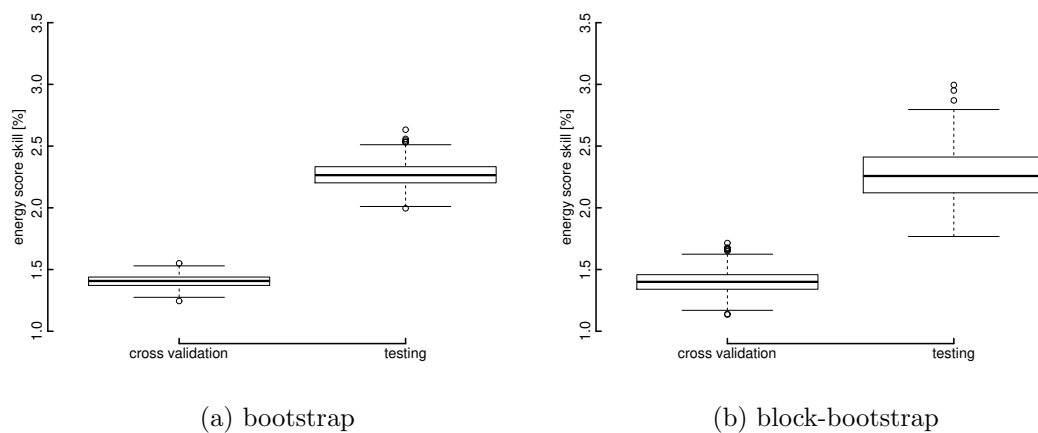 3.5
3.0
2.5
2.0
1.5
1.0
energy score skill [%]
cross validation
testing
3.5
3.0
2.5
2.0
1.5
1.0
energy score skill [%]
cross validation
testing
(a) bootstrap
(b) block-bootstrap